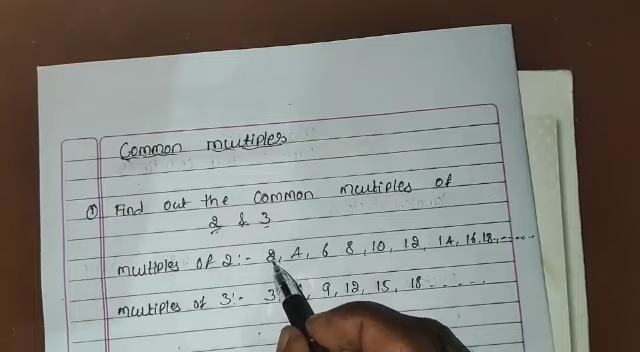 Common multiples
① Find out the Common multiples of
2 & 3
multiples of 2:- 2, 4, 6 8, 10, 12, 14, 16.18,.......
multiples of 3:- 3, 9, 12, 15, 18......